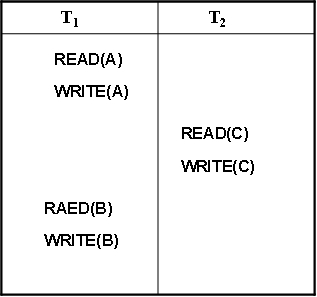 T1 T2
READ(A)
WRITE(A)
READ(C)
WRITE(C)
RAED(B)
WRITE(B)